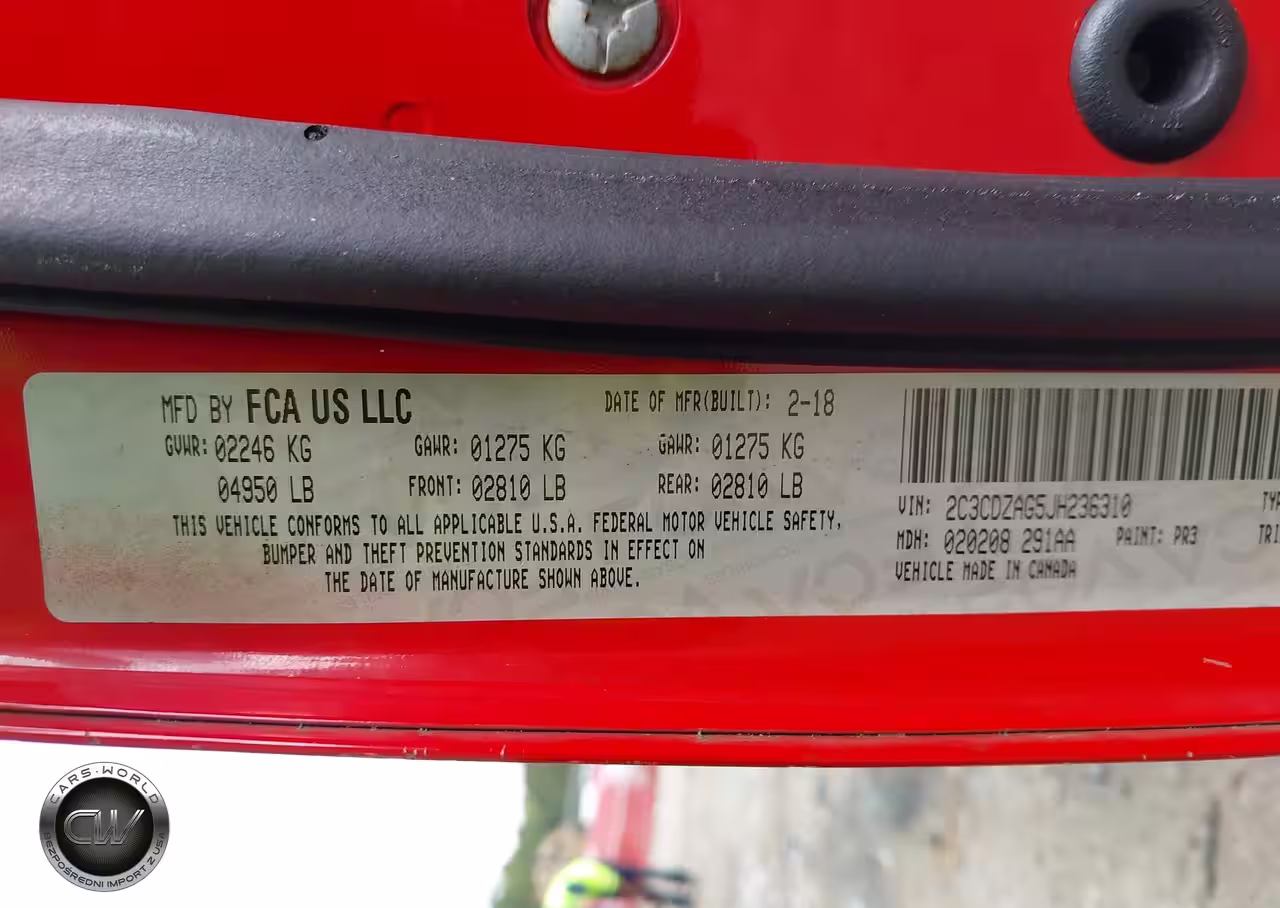 MFD BY FCA US LLC
DATE OF MFR(BUILT): 2-18
GVWR: 02246 KG
GAWR: 01275 KG
GAWR: 01275 KG
04950 LB
FRONT: 02810 LB
REAR: 02810 LB
THIS VEHICLE CONFORMS TO ALL APPLICABLE U.S.A. FEDERAL MOTOR VEHICLE SAFETY,
BUMPER AND THEFT PREVENTION STANDARDS IN EFFECT ON
THE DATE OF MANUFACTURE SHOWN ABOVE.
VIN: 2C3CDZAG5JH236310
TYP
MDH: 020208 291AA
PAINT: PR3
TRI
VEHICLE MADE IN CANADA
CARS·WORLD
CW
BEZPOŚREDNI IMPORT Z USA